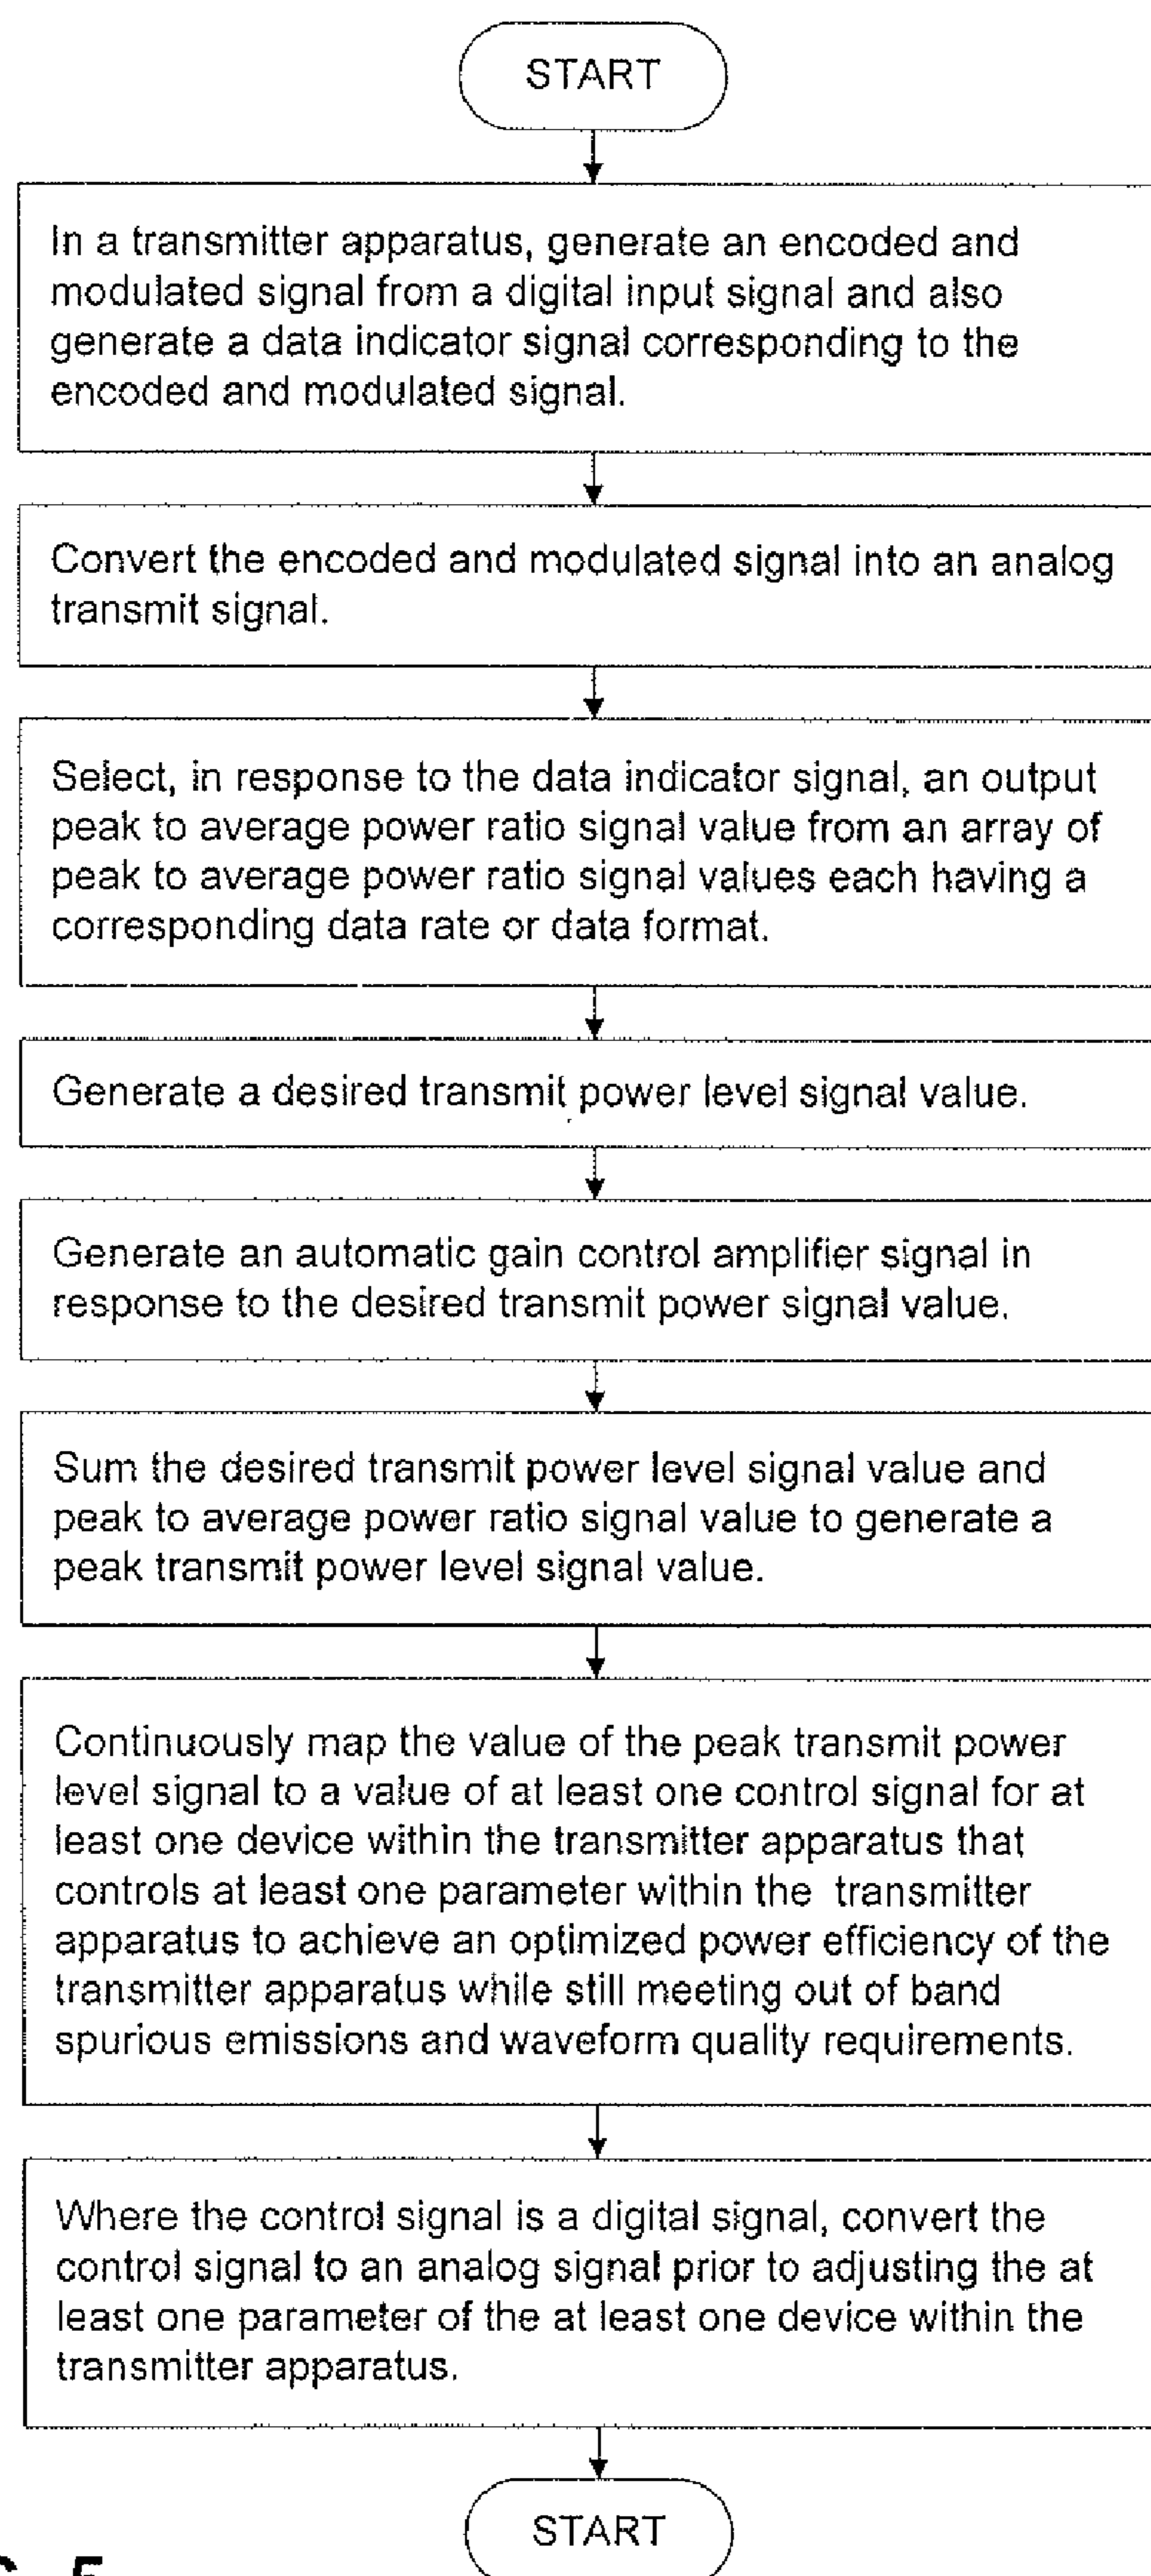 START
In a transmitter apparatus, generate an encoded and
modulated signal from a digital input signal and also
generate a data indicator signal corresponding to the
encoded and modulated signal.
Convert the encoded and modulated signal into an analog
transmit signal.
Select, in response to the data indicator signal, an output
peak to average power ratio signal value from an array of
peak to average power ratio signal values each having a
corresponding data rate or data format.
Generate a desired transmit power level signal value.
Generate an automatic gain control amplifier signal in
response to the desired transmit power signal value.
Sum the desired transmit power level signal value and
peak to average power ratio signal value to generate a
peak transmit power level signal value.
Continuously map the value of the peak transmit power
level signal to a value of at least one control signal for at
least one device within the transmitter apparatus that
controls at least one parameter within the transmitter
apparatus to achieve an optimized power efficiency of the
transmitter apparatus while still meeting out of band
spurious emissions and waveform quality requirements.
Where the control signal is a digital signal, convert the
control signal to an analog signal prior to adjusting the at
least one parameter of the at least one device within the
transmitter apparatus.
START